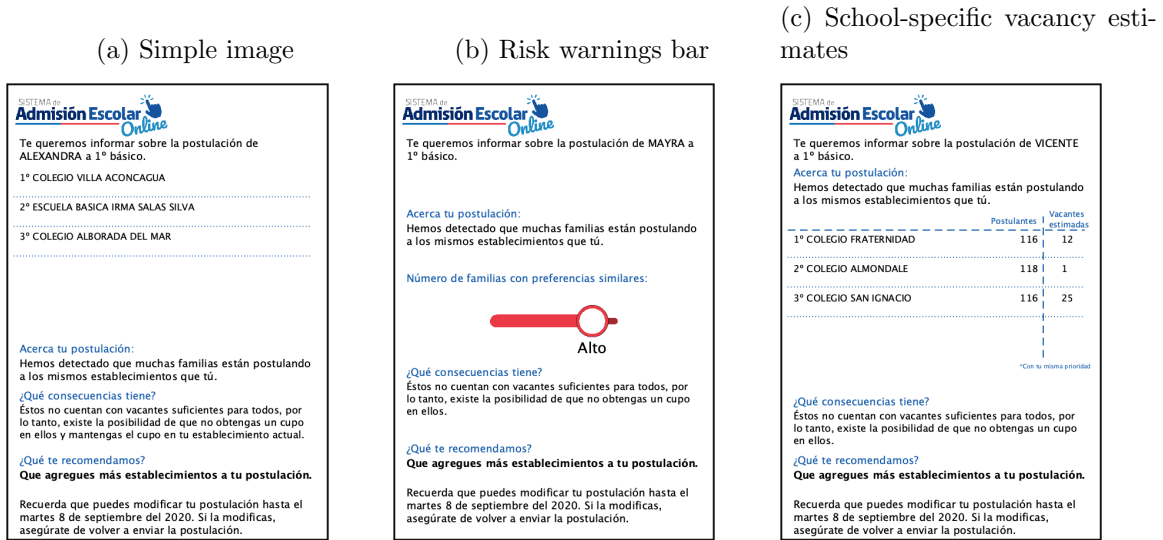 (a) Simple image
SISTEMA de
Admisión Escolar
Online
Te queremos informar sobre la postulación de
ALEXANDRA a 1º básico.
1º COLEGIO VILLA ACONCAGUA
2º ESCUELA BASICA IRMA SALAS SILVA
3º COLEGIO ALBORADA DEL MAR
Acerca tu postulación:
Hemos detectado que muchas familias están postulando
a los mismos establecimientos que tú.
¿Qué consecuencias tiene?
Éstos no cuentan con vacantes suficientes para todos, por
lo tanto, existe la posibilidad de que no obtengas un cupo
en ellos y mantengas el cupo en tu establecimiento actual.
¿Qué te recomendamos?
Que agregues más establecimientos a tu postulación.
Recuerda que puedes modificar tu postulación hasta el
martes 8 de septiembre del 2020. Si la modificas,
asegúrate de volver a enviar la postulación.
(b) Risk warnings bar
SISTEMA de
Admisión Escolar
Online
Te queremos informar sobre la postulación de MAYRA a
1º básico.
Acerca tu postulación:
Hemos detectado que muchas familias están postulando
a los mismos establecimientos que tú.
Número de familias con preferencias similares:
Alto
¿Qué consecuencias tiene?
Éstos no cuentan con vacantes suficientes para todos, por
lo tanto, existe la posibilidad de que no obtengas un cupo
en ellos.
¿Qué te recomendamos?
Que agregues más establecimientos a tu postulación.
Recuerda que puedes modificar tu postulación hasta el
martes 8 de septiembre del 2020. Si la modificas,
asegúrate de volver a enviar la postulación.
(c) School-specific vacancy esti-
mates
SISTEMA de
Admisión Escolar
Online
Te queremos informar sobre la postulación de VICENTE
a 1º básico.
Acerca tu postulación:
Hemos detectado que muchas familias están postulando
a los mismos establecimientos que tú.
Postulantes Vacantes estimadas
1º COLEGIO FRATERNIDAD 116 12
2º COLEGIO ALMONDALE 118 1
3º COLEGIO SAN IGNACIO 116 25
*Con tu misma prioridad
¿Qué consecuencias tiene?
Éstos no cuentan con vacantes suficientes para todos, por
lo tanto, existe la posibilidad de que no obtengas un cupo
en ellos.
¿Qué te recomendamos?
Que agregues más establecimientos a tu postulación.
Recuerda que puedes modificar tu postulación hasta el
martes 8 de septiembre del 2020. Si la modificas,
asegúrate de volver a enviar la postulación.